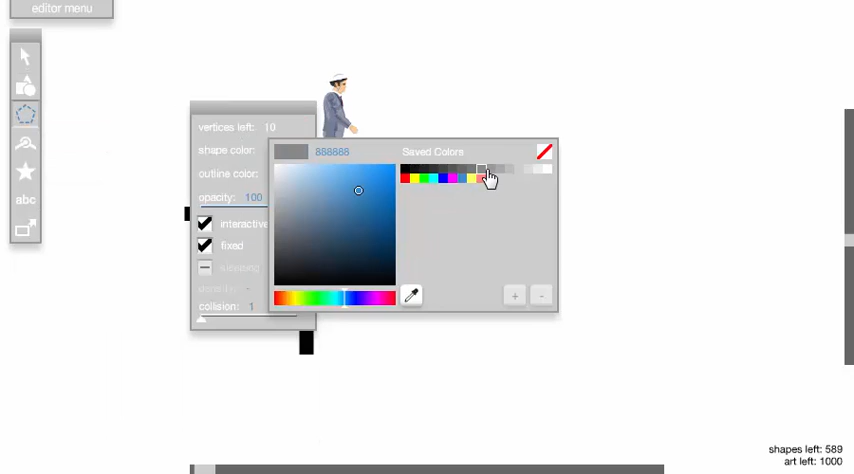 editor menu
vertices left: 10
shape color:
888888
Saved Colors
outline color:
opacity: 100
interactive
fixed
sleeping
density: -
collision: 1
abc
+ -
shapes left: 589
art left: 1000